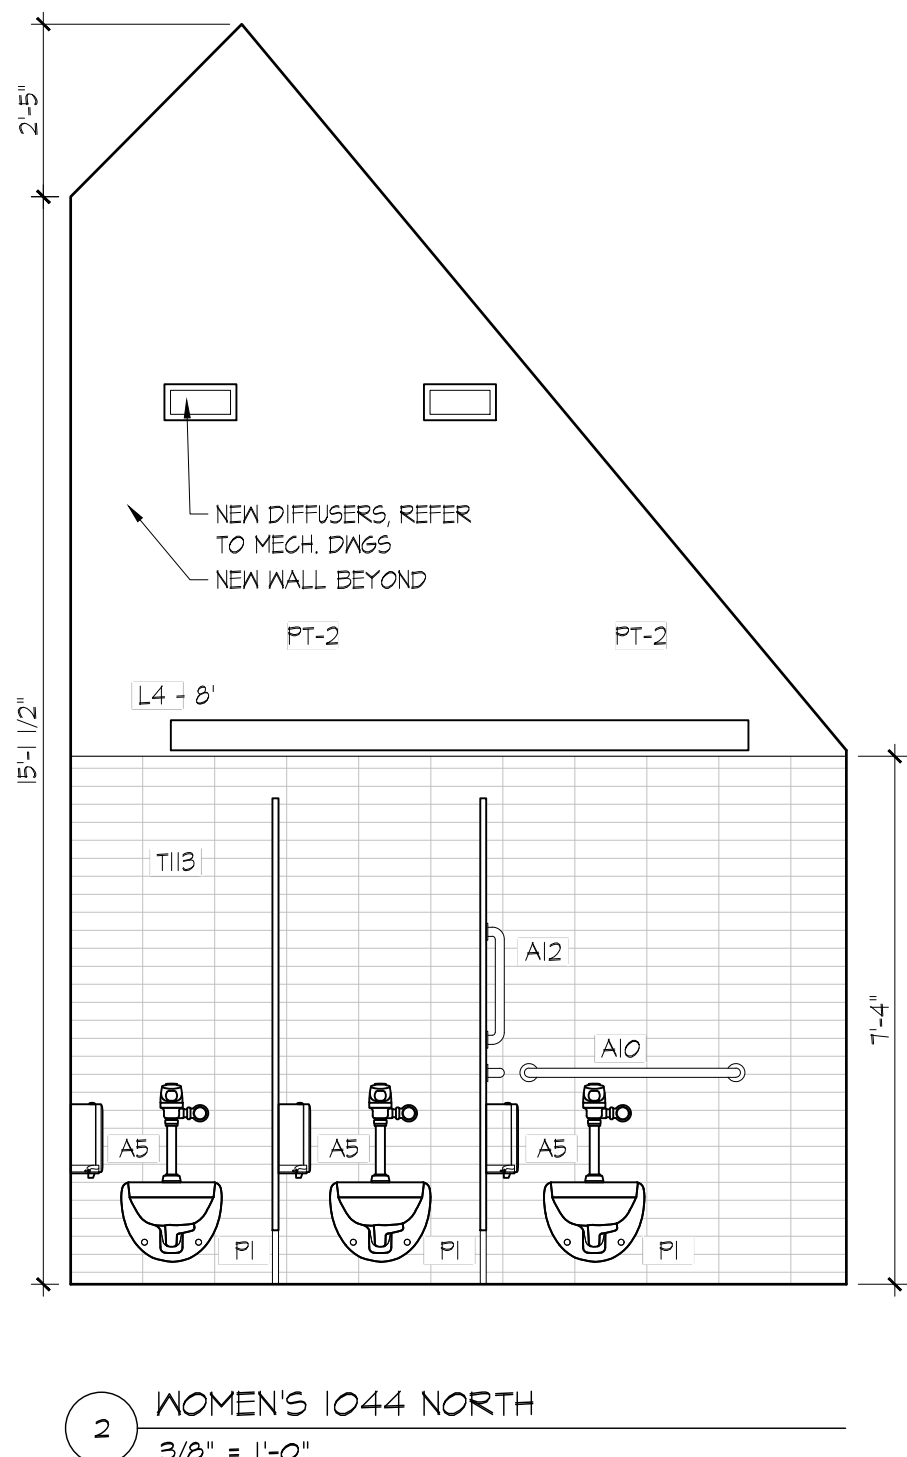 2'-5"
NEW DIFFUSERS, REFER
TO MECH. DWGS
NEW WALL BEYOND
PT-2 PT-2
L4 - 8'
15'-1 1/2"
T113
A12
7'-4"
A10
A5 A5 A5
P1 P1 P1
WOMEN'S 1044 NORTH
2
3/8" = 1'-0"